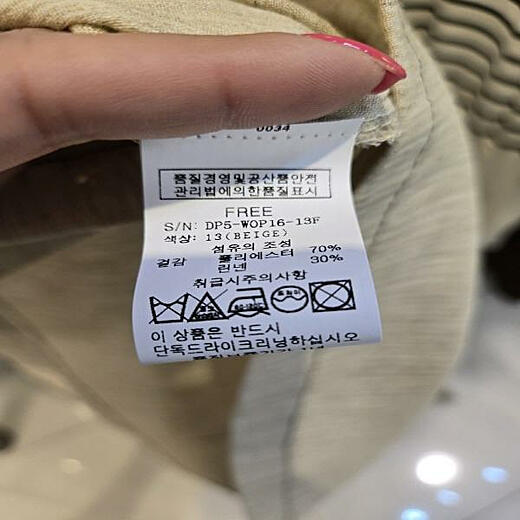 0034
품질경영및공산품안전
관리법에의한품질표시
FREE
S/N: DP5-WOP16-13F
색상: 13(BEIGE)
섬유의 조성
겉감 폴리에스터 70%
린넨 30%
취급시주의사항
이 상품은 반드시
단독드라이크리닝하십시오